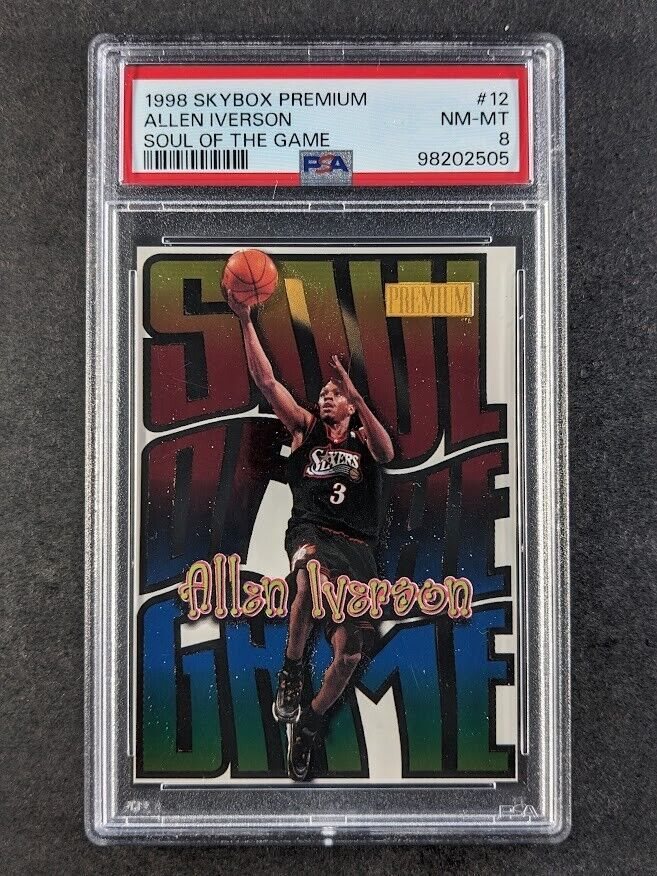 1998 SKYBOX PREMIUM #12
ALLEN IVERSON NM-MT
SOUL OF THE GAME 8
PSA 98202505
PREMIUM
SOUL
OF THE
GAME
SIXERS
3
Allen Iverson
PSA